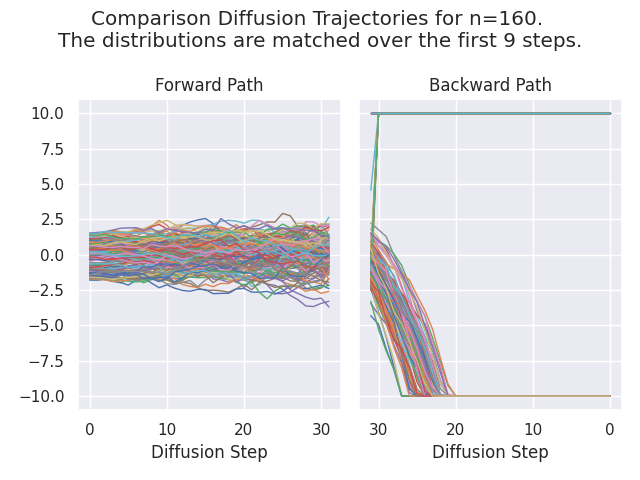 Comparison Diffusion Trajectories for n=160.
The distributions are matched over the first 9 steps.
Forward Path
Backward Path
10.0
7.5
5.0
2.5
0.0
−2.5
−5.0
−7.5
−10.0
0 10 20 30
30 20 10 0
Diffusion Step
Diffusion Step